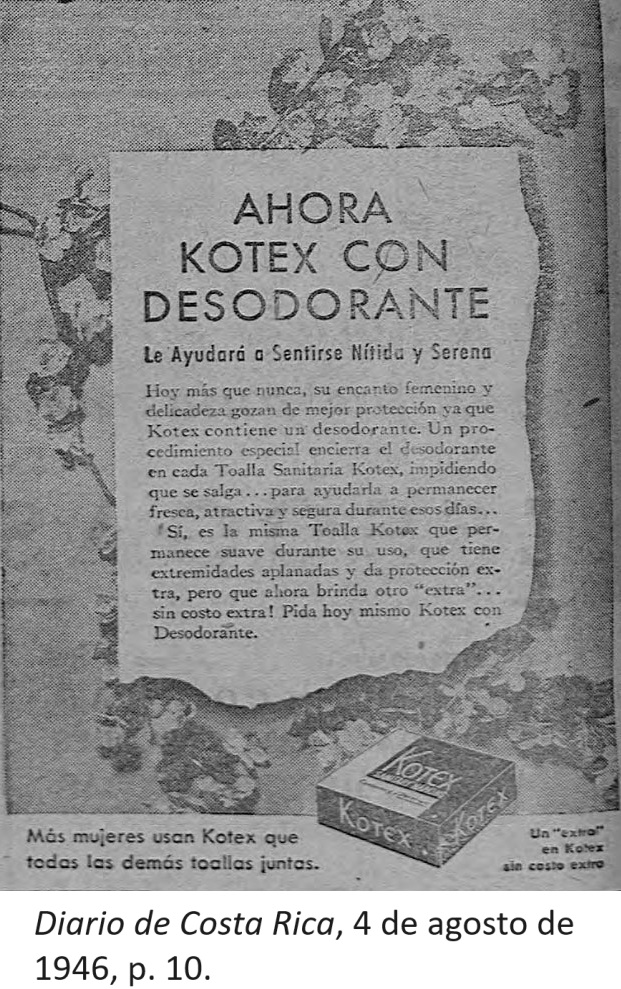 AHORA
KOTEX CON
DESODORANTE
Le Ayudará a Sentirse Nítida y Serena
Hoy más que nunca, su encanto femenino y
delicadeza gozan de mejor protección ya que
Kotex contiene un desodorante. Un pro-
cedimiento especial encierra el desodorante
en cada Toalla Sanitaria Kotex, impidiendo
que se salga... para ayudarla a permanecer
fresca, atractiva y segura durante esos días...
Sí, es la misma Toalla Kotex que per-
manece suave durante su uso, que tiene
extremidades aplanadas y da protección ex-
tra, pero que ahora brinda otro "extra"...
sin costo extra! Pida hoy mismo Kotex con
Desodorante.
KOTEX
KOTEX
KOTEX
Más mujeres usan Kotex que
todas las demás toallas juntas.
Un "extra"
en Kotex
sin costo extra
Diario de Costa Rica, 4 de agosto de
1946, p. 10.